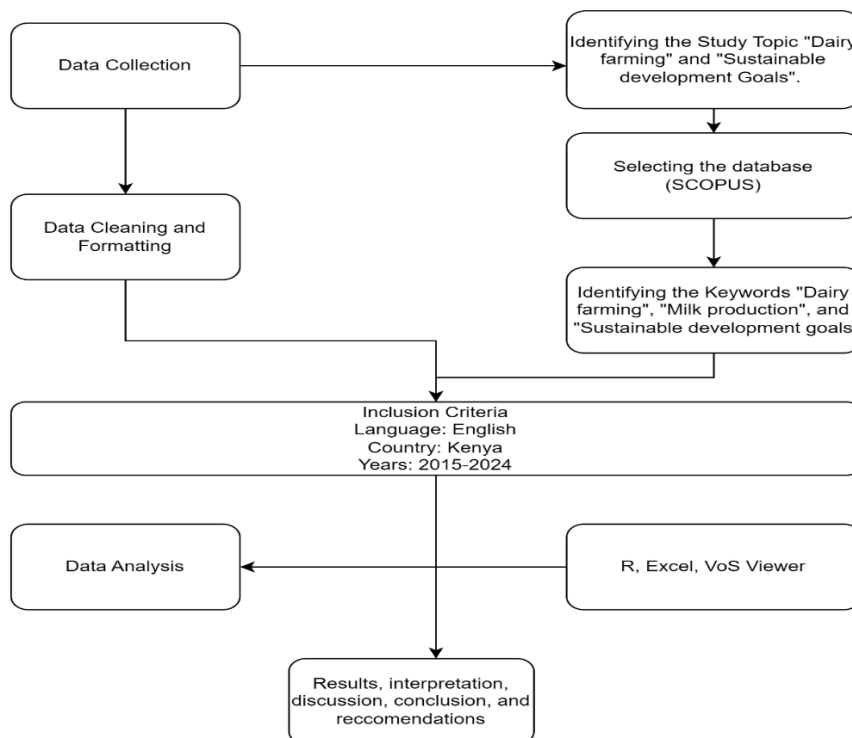 Data Collection
Identifying the Study Topic "Dairy
farming" and "Sustainable
development Goals".
Selecting the database
(SCOPUS)
Data Cleaning and
Formatting
Identifying the Keywords "Dairy
farming", "Milk production", and
"Sustainable development goals
Inclusion Criteria
Language: English
Country: Kenya
Years: 2015-2024
Data Analysis
R, Excel, VoS Viewer
Results, interpretation,
discussion, conclusion, and
reccomendations